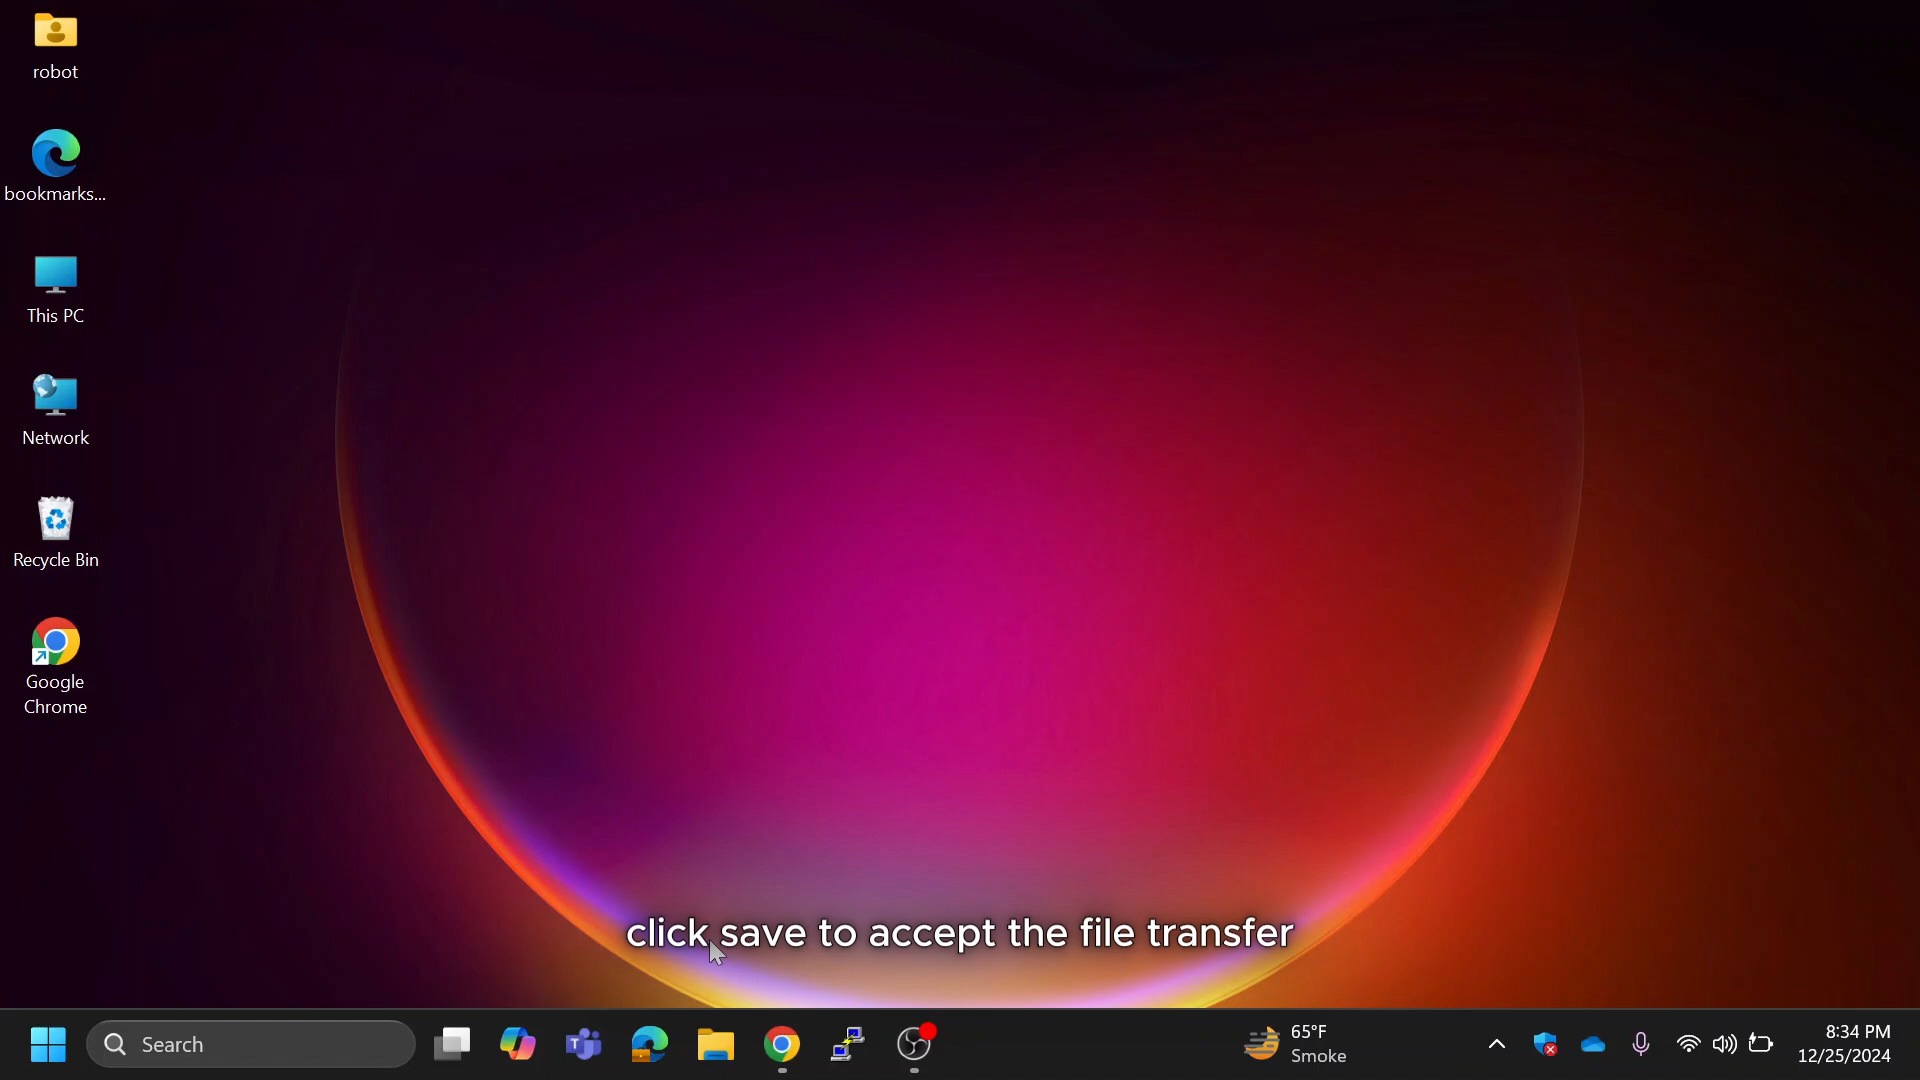 robot
bookmarks...
This PC
Network
Recycle Bin
Google
Chrome
click save to accept the file transfer
Search
65°F
Smoke
8:34 PM
12/25/2024